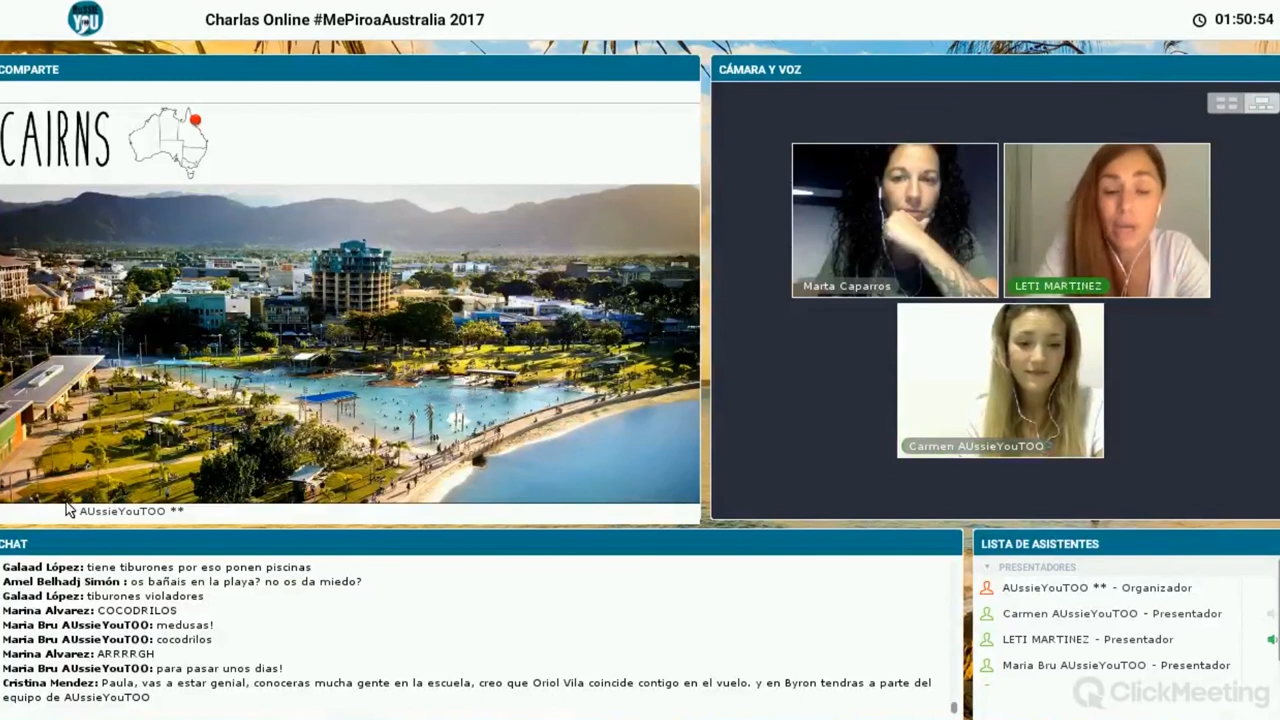 AUSSIE
YOU
Charlas Online #MePiroaAustralia 2017
01:50:54
COMPARTE
CÁMARA Y VOZ
CAIRNS
Marta Caparros
LETI MARTINEZ
Carmen AUssieYouTOO
AUssieYouTOO **
CHAT
LISTA DE ASISTENTES
Galaad López: tiene tiburones por eso ponen piscinas
Amel Belhadj Simón : os bañais en la playa? no os da miedo?
Galaad López: tiburones violadores
Marina Alvarez: COCODRILOS
Maria Bru AUssieYouTOO: medusas!
Maria Bru AUssieYouTOO: cocodrilos
Marina Alvarez: ARRRRGH
Maria Bru AUssieYouTOO: para pasar unos dias!
Cristina Mendez: Paula, vas a estar genial, conoceras mucha gente en la escuela, creo que Oriol Vila coincide contigo en el vuelo. y en Byron tendras a parte del
equipo de AUssieYouTOO
PRESENTADORES
AUssieYouTOO ** - Organizador
Carmen AUssieYouTOO - Presentador
LETI MARTINEZ - Presentador
Maria Bru AUssieYouTOO - Presentador
ClickMeeting